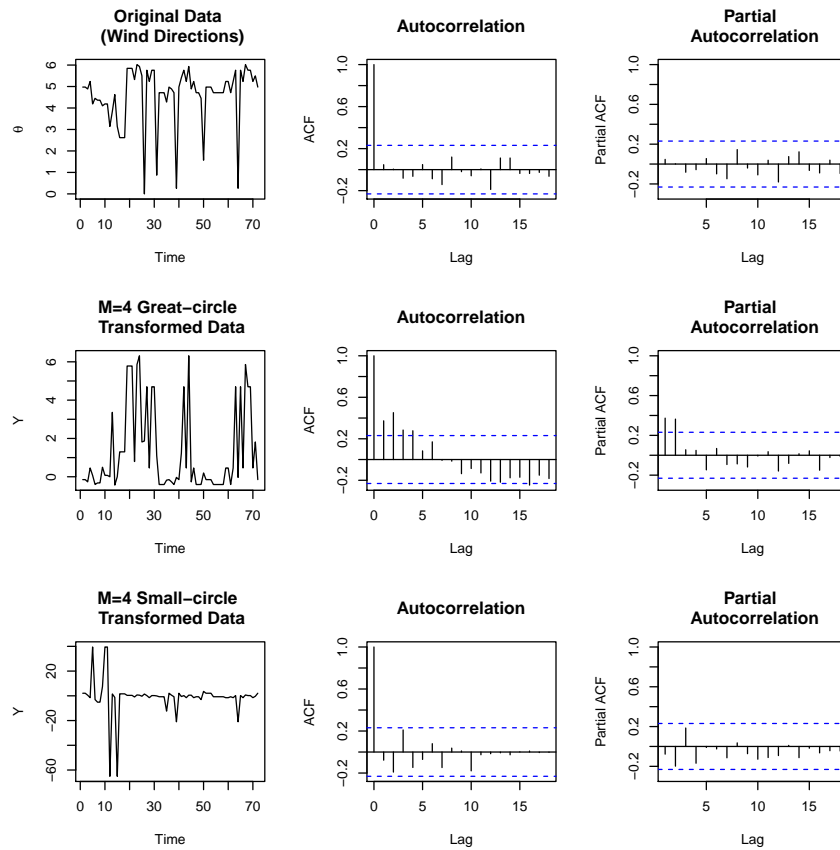 Original Data
(Wind Directions)
θ
0 1 2 3 4 5 6
0 10 30 50 70
Time
Autocorrelation
ACF
−0.2 0.2 0.6 1.0
0 5 10 15
Lag
Partial
Autocorrelation
Partial ACF
−0.2 0.2 0.6 1.0
5 10 15
Lag
M=4 Great−circle
Transformed Data
Y
0 2 4 6
0 10 30 50 70
Time
Autocorrelation
ACF
−0.2 0.2 0.6 1.0
0 5 10 15
Lag
Partial
Autocorrelation
Partial ACF
−0.2 0.2 0.6 1.0
5 10 15
Lag
M=4 Small−circle
Transformed Data
Y
−60 −20 20
0 10 30 50 70
Time
Autocorrelation
ACF
−0.2 0.2 0.6 1.0
0 5 10 15
Lag
Partial
Autocorrelation
Partial ACF
−0.2 0.2 0.6 1.0
5 10 15
Lag